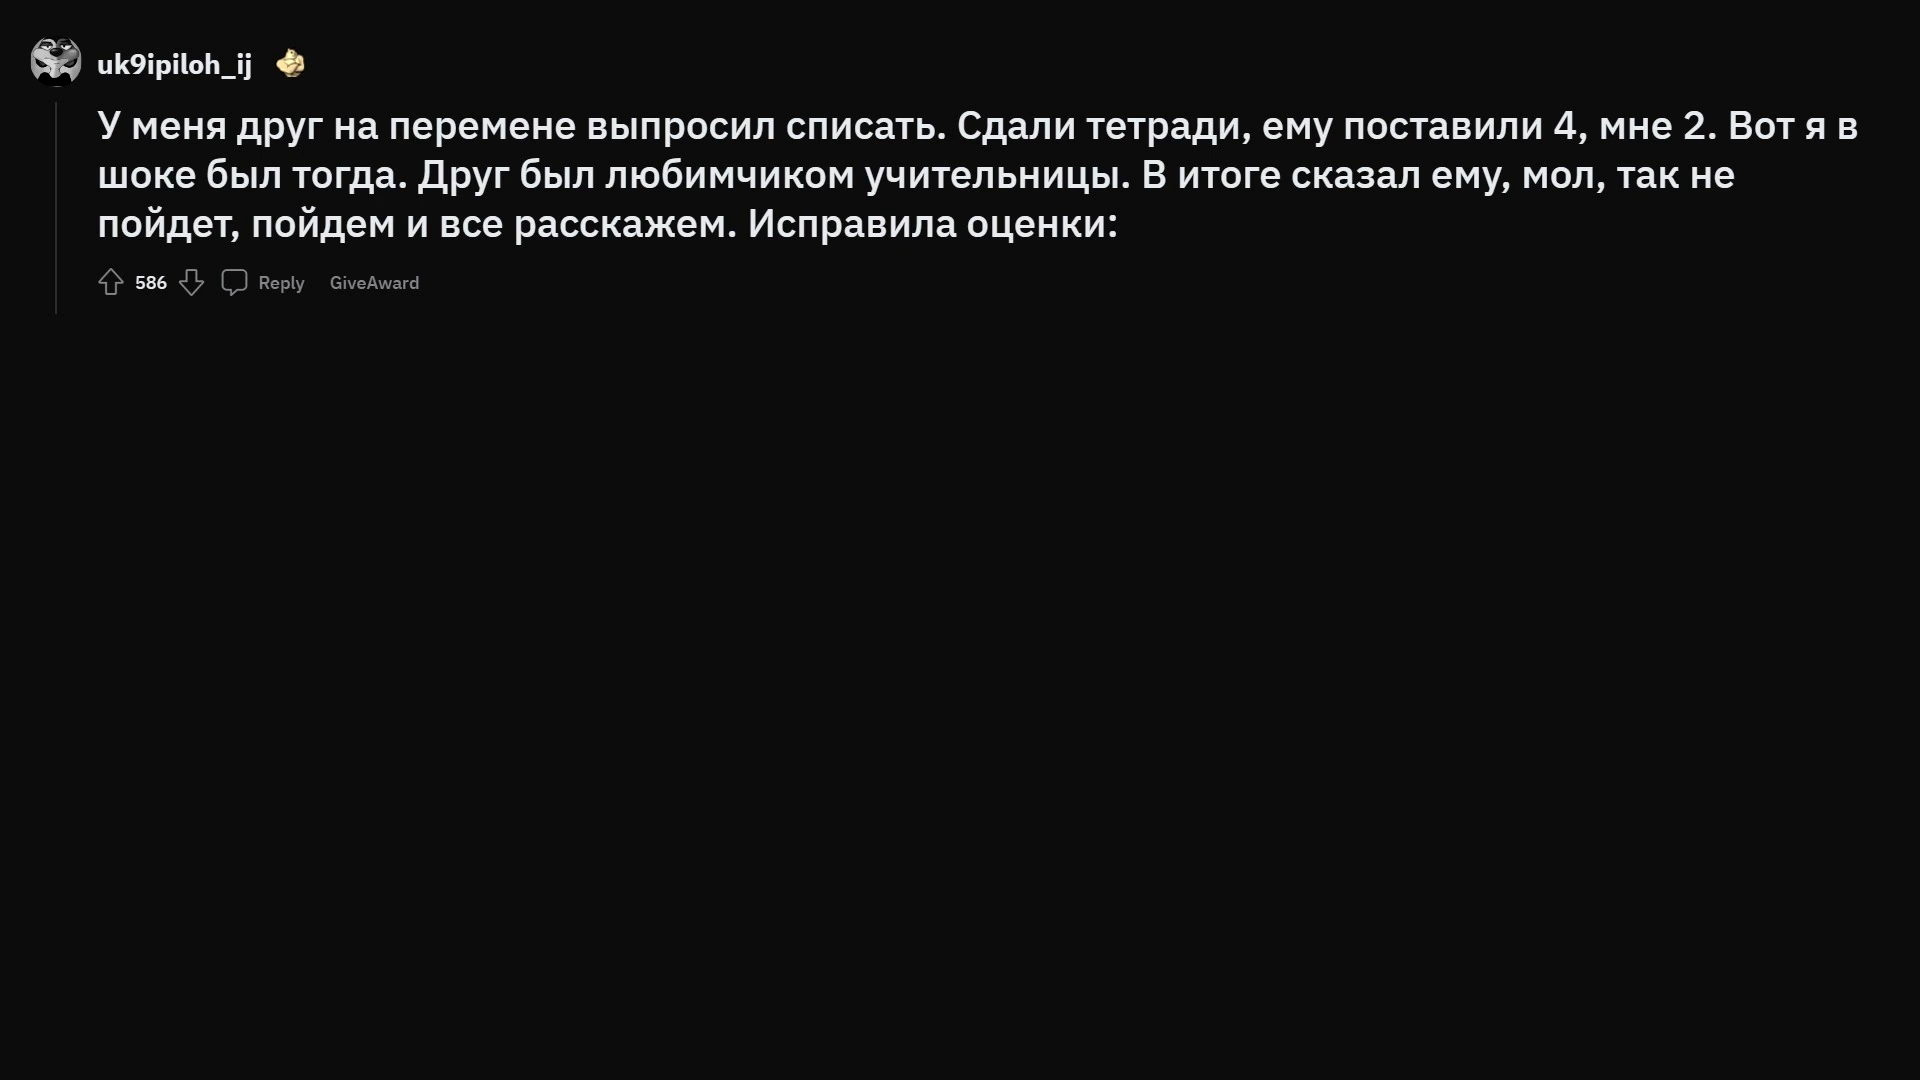 uk9ipiloh_ij
У меня друг на перемене выпросил списать. Сдали тетради, ему поставили 4, мне 2. Вот я в
шоке был тогда. Друг был любимчиком учительницы. В итоге сказал ему, мол, так не
пойдет, пойдем и все расскажем. Исправила оценки:
586 Reply GiveAward